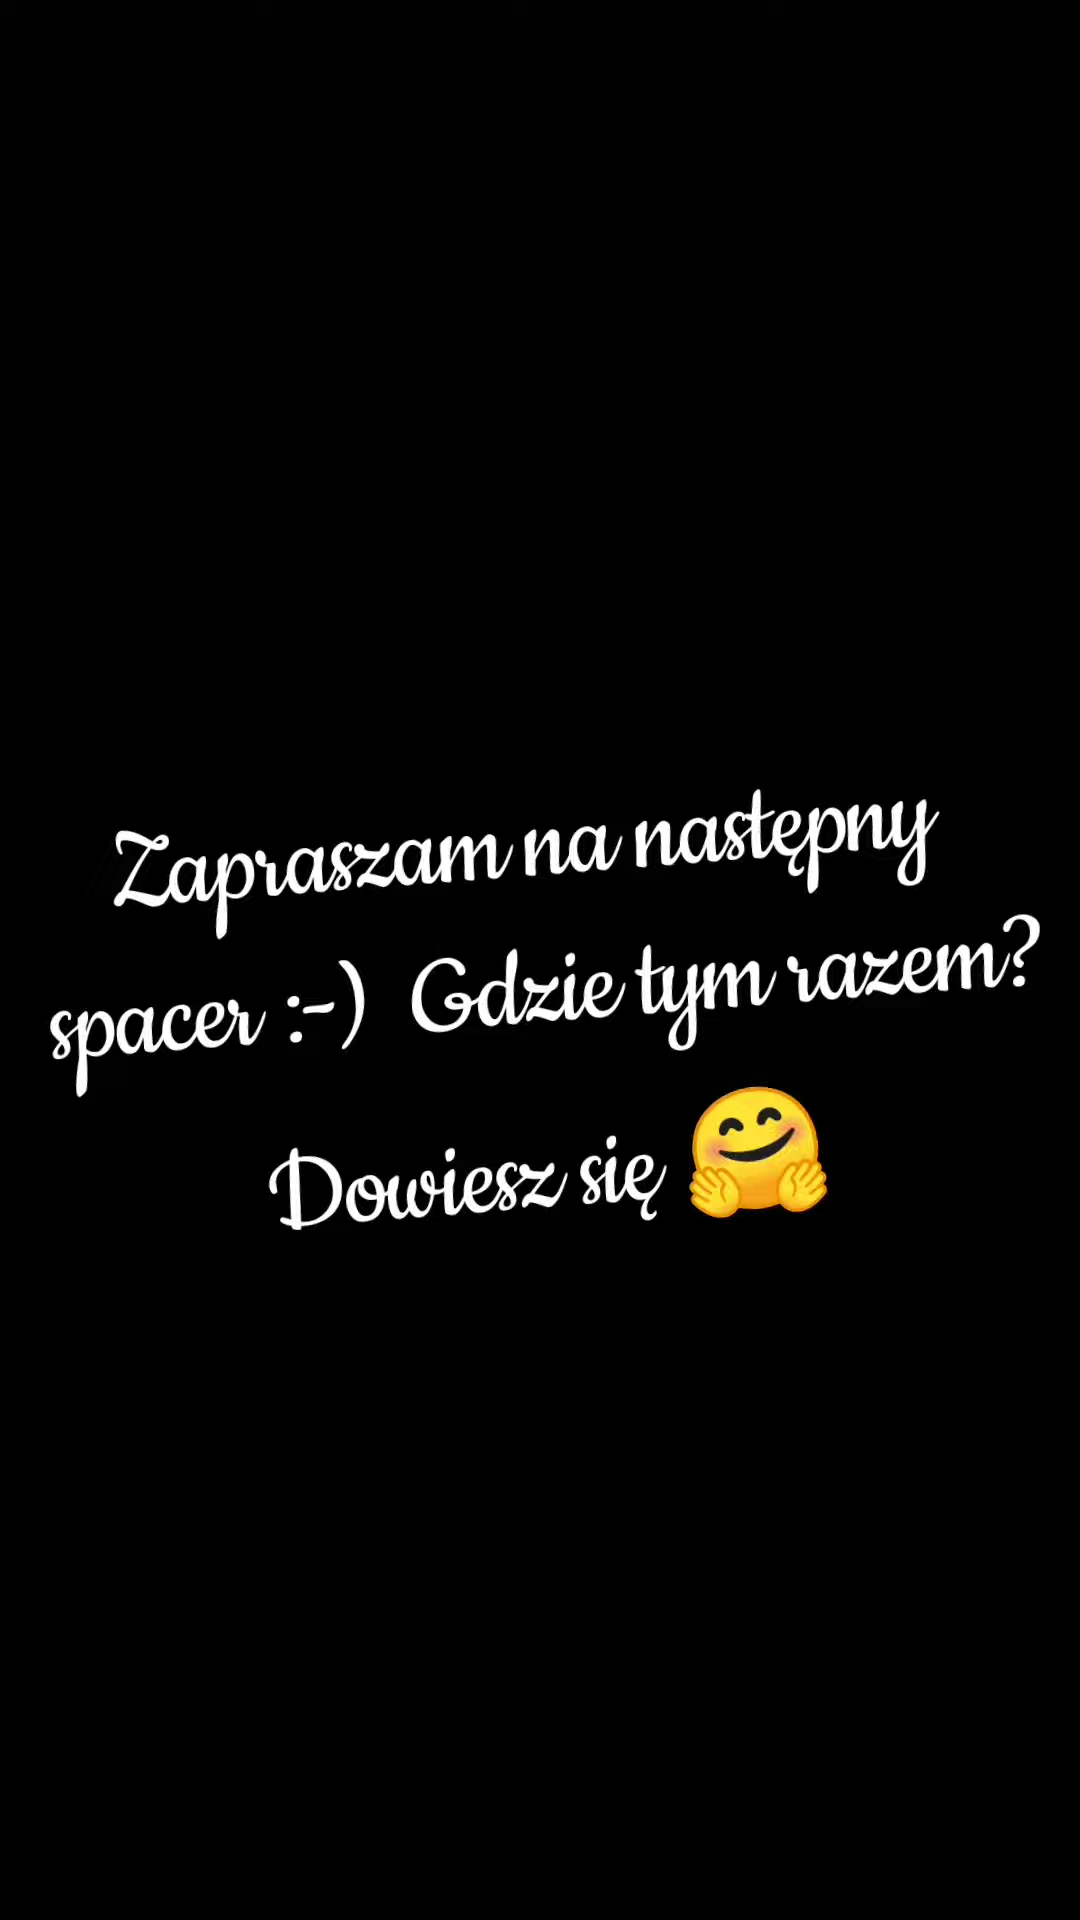 Zapraszam na następny
spacer :-) Gdzie tym razem?
Dowiesz się 🤗